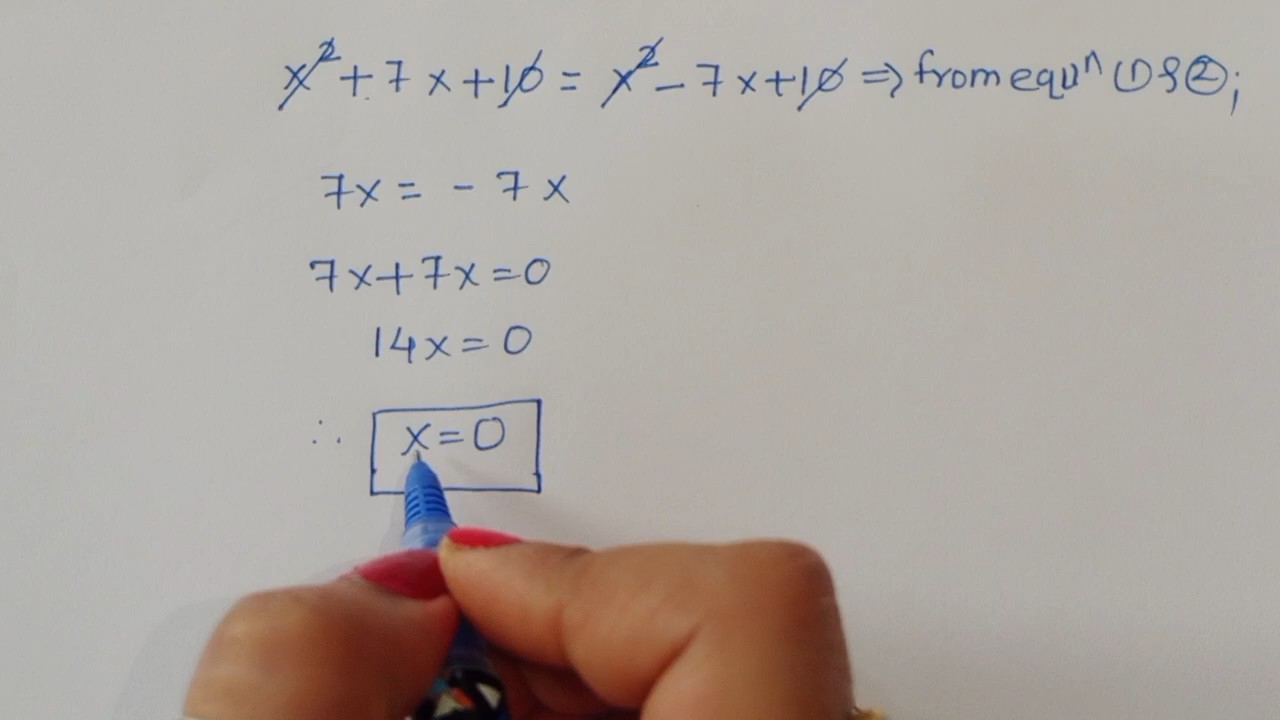 x²+7x+10=x²-7x+10 ⇒ from equⁿ ① & ②;
7x=-7x
7x+7x=0
14x=0
∴ x=0